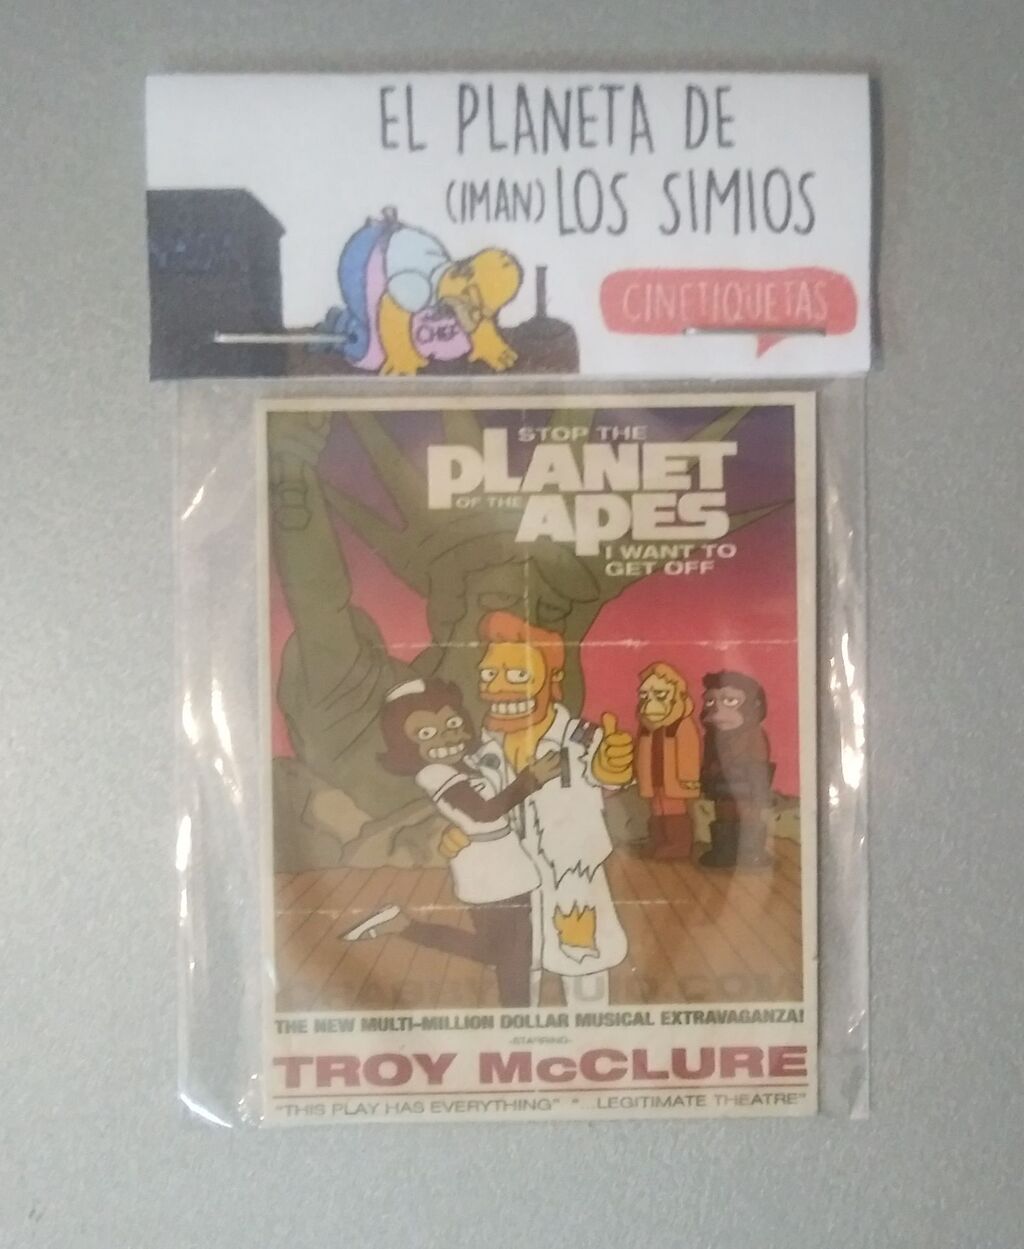 EL PLANETA DE
(IMAN) LOS SIMIOS
CINETIQUETAS
CHEF
STOP THE
PLANET
OF THE APES
I WANT TO
GET OFF
THE NEW MULTI-MILLION DOLLAR MUSICAL EXTRAVAGANZA!
-STARRING-
TROY McCLURE
"THIS PLAY HAS EVERYTHING" "...LEGITIMATE THEATRE"